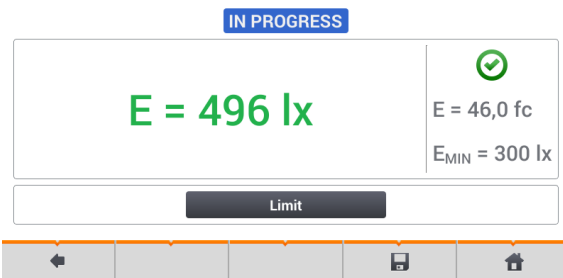 IN PROGRESS
E = 496 lx
E = 46,0 fc
EMIN = 300 lx
Limit